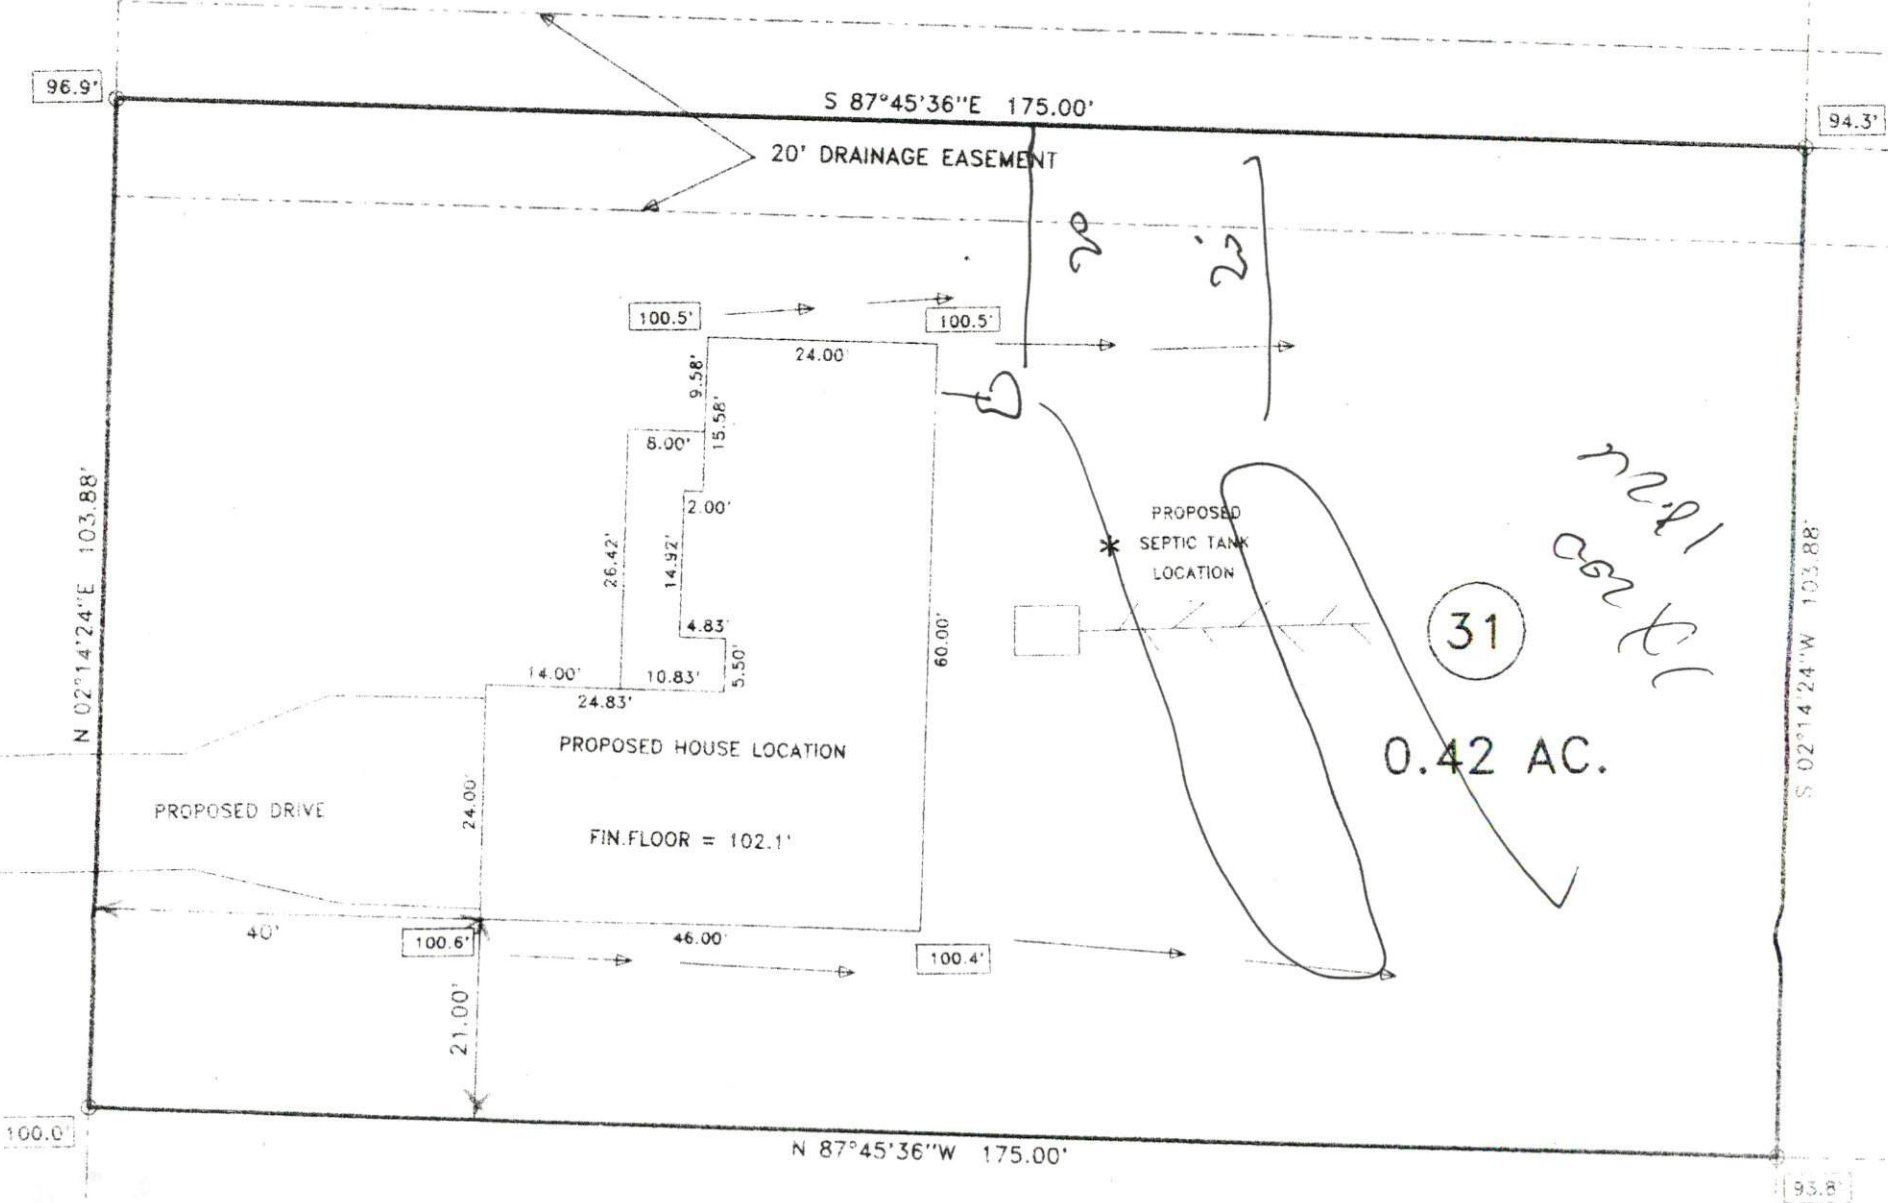 96.9'
S 87°45'36"E 175.00'
94.3'
20' DRAINAGE EASEMENT
20
20'
100.5'
100.5'
24.00'
9.58'
15.58'
8.00'
2.00'
N 02°14'24"E 103.88'
26.42'
14.92'
4.83'
5.50'
60.00'
PROPOSED
SEPTIC TANK
LOCATION
*
31
0.42 AC.
S 02°14'24"W 103.88'
14.00'
10.83'
24.83'
PROPOSED HOUSE LOCATION
24.00'
PROPOSED DRIVE
FIN.FLOOR = 102.1'
40'
100.6'
46.00'
100.4'
21.00'
100.0'
N 87°45'36"W 175.00'
93.8'